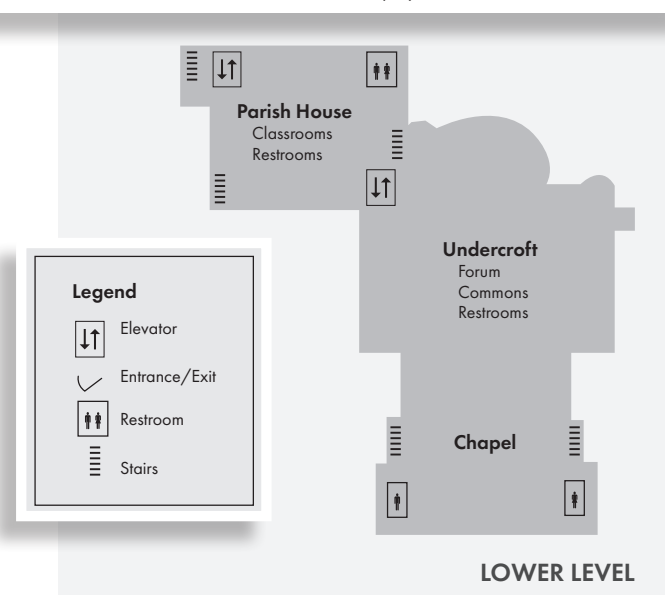 Parish House
Classrooms
Restrooms
Undercroft
Forum
Commons
Restrooms
Legend
Elevator
Entrance/Exit
Restroom
Stairs
Chapel
LOWER LEVEL